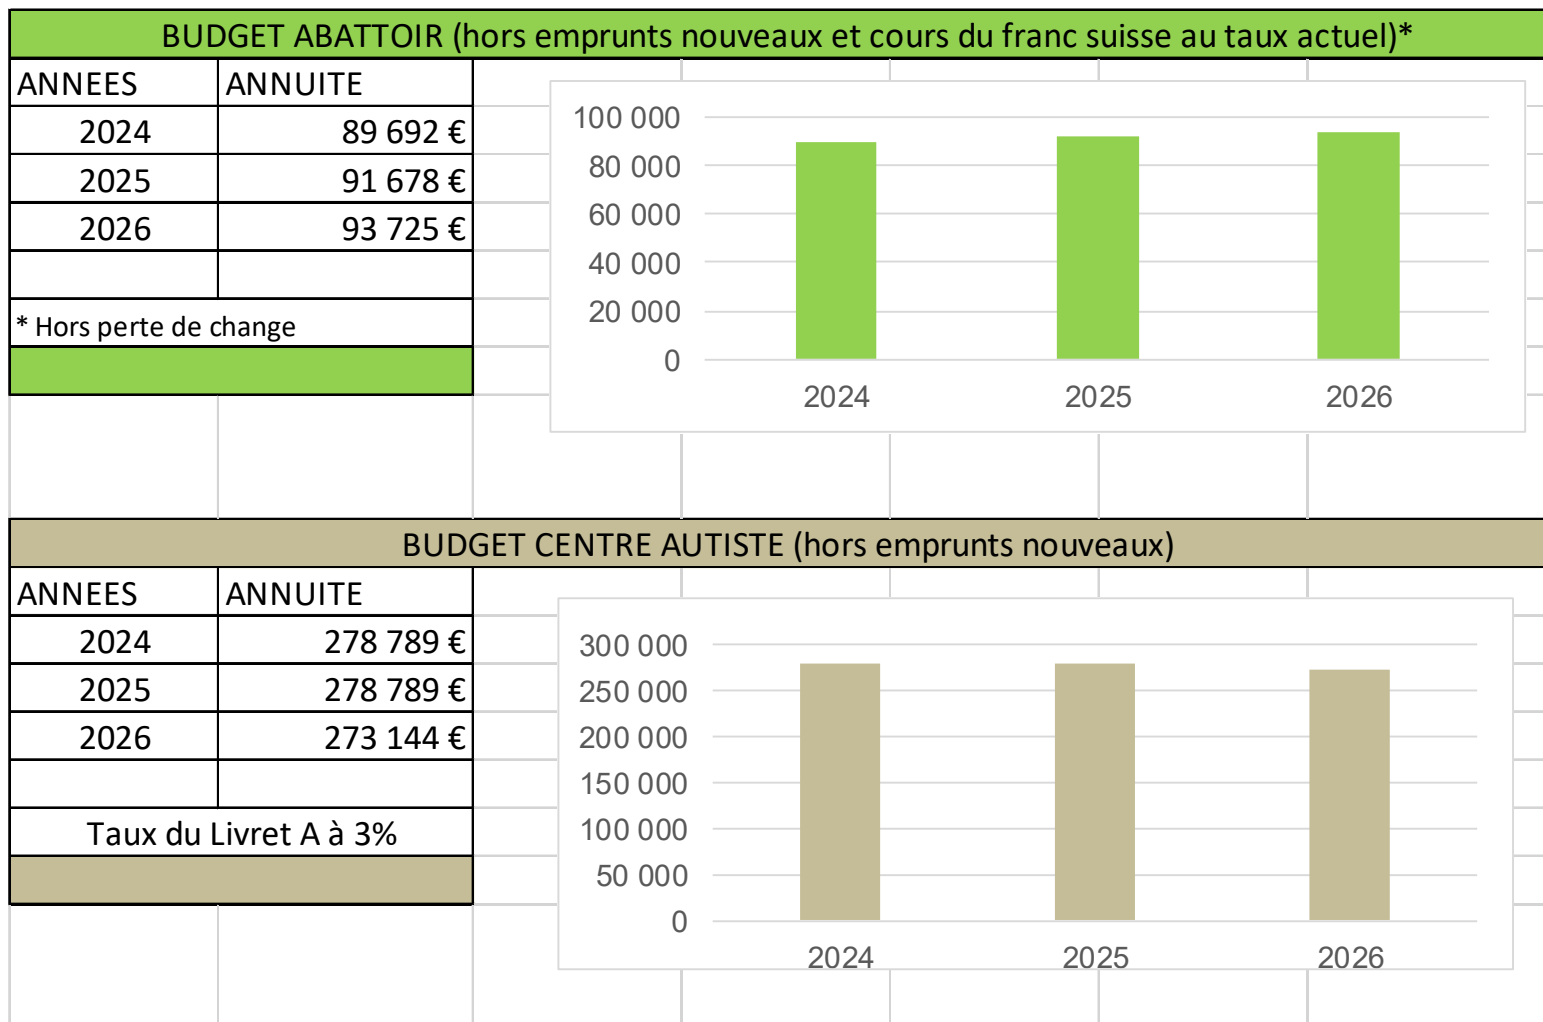 BUDGET ABATTOIR (hors emprunts nouveaux et cours du franc suisse au taux actuel)*
ANNEES ANNUITE
2024 89 692 €
2025 91 678 €
2026 93 725 €
* Hors perte de change
100 000
80 000
60 000
40 000
20 000
0
2024 2025 2026
BUDGET CENTRE AUTISTE (hors emprunts nouveaux)
ANNEES ANNUITE
2024 278 789 €
2025 278 789 €
2026 273 144 €
Taux du Livret A à 3%
300 000
250 000
200 000
150 000
100 000
50 000
0
2024 2025 2026